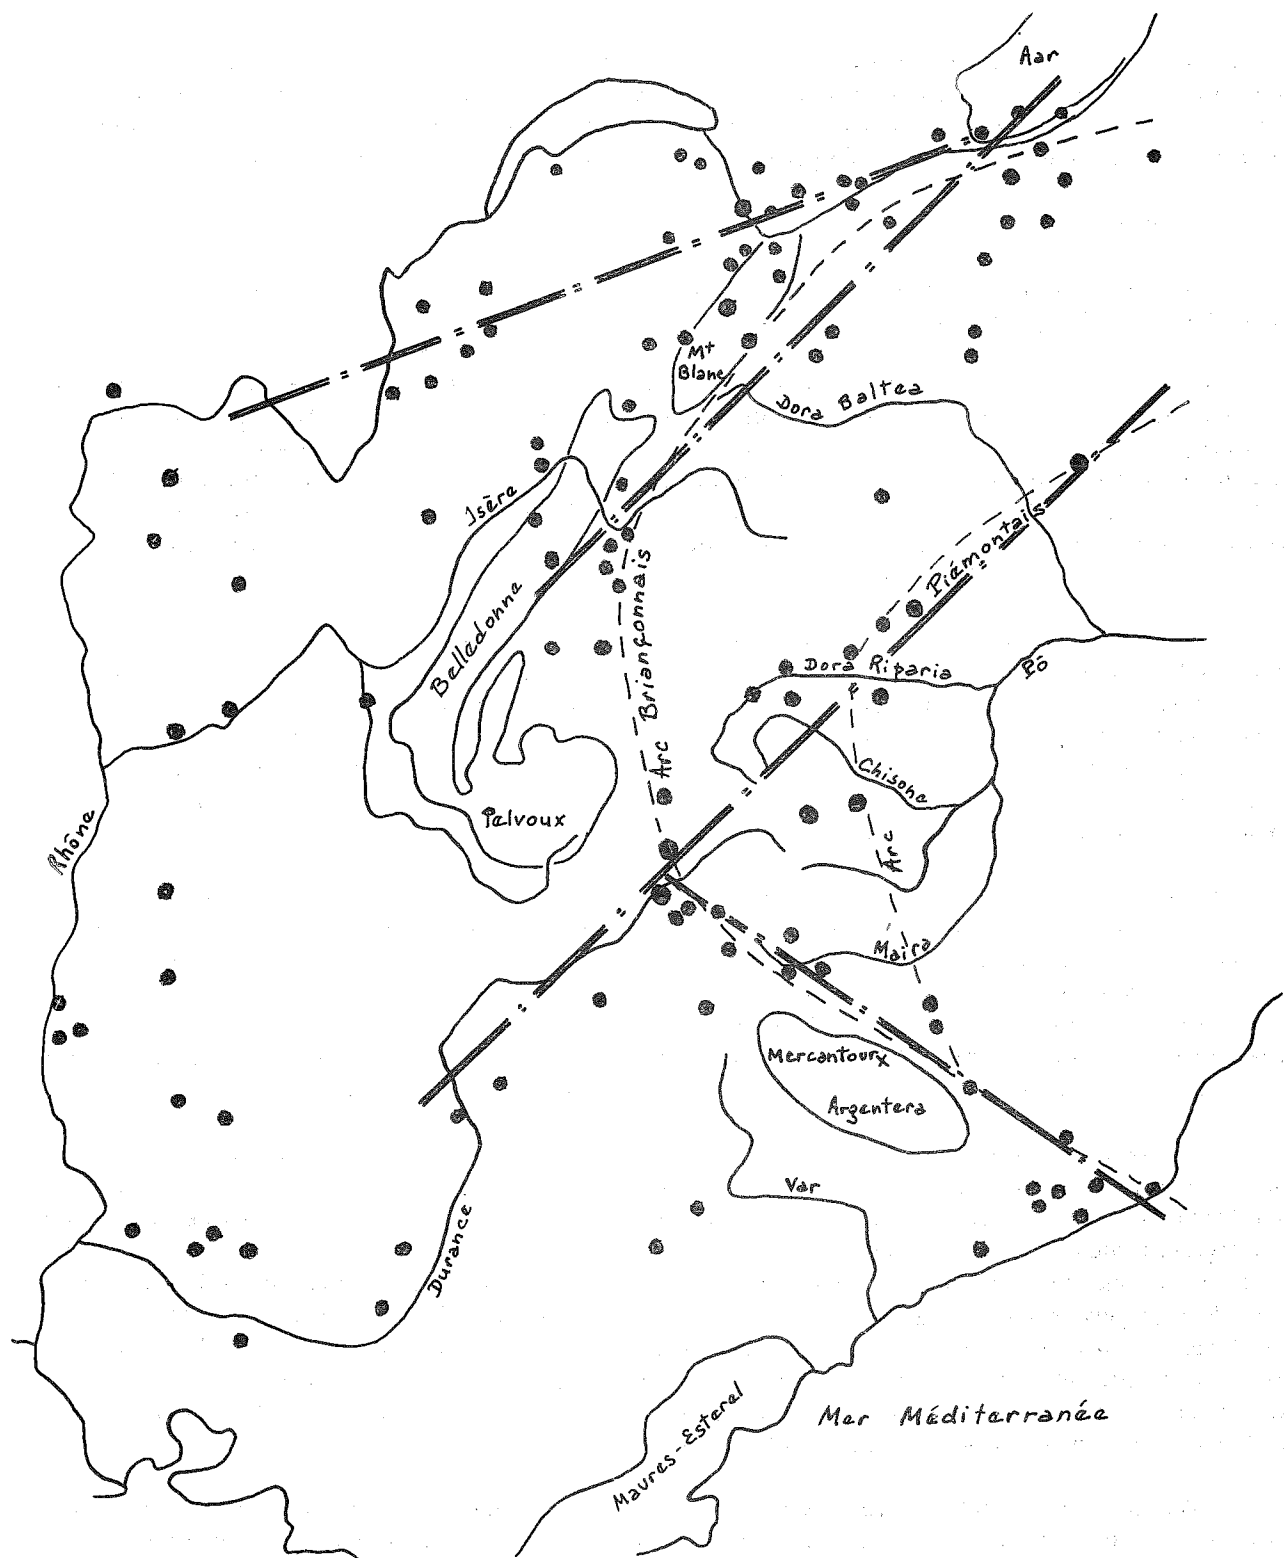 Aar
Mt
Blanc
Dora Baltea
Isère
Piémontais
Belledonne
Arc Briançonnais
Dora Riparia
Pô
Chisone
Pelvoux
Rhône
Arc
Maira
Mercantour
Argentera
Var
Durance
Maures-Esterel
Mer Méditerranée